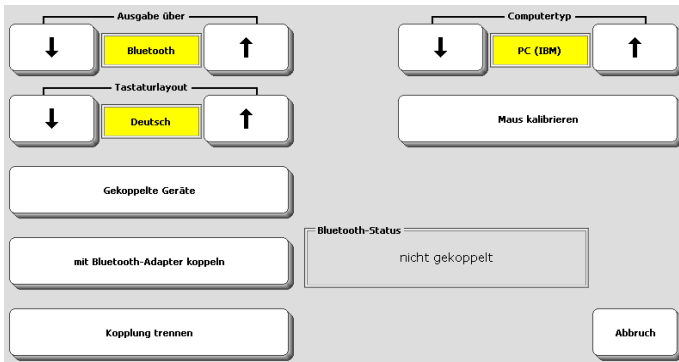 Ausgabe über
Bluetooth
Computertyp
PC (IBM)
Tastaturlayout
Deutsch
Maus kalibrieren
Gekoppelte Geräte
Bluetooth-Status
nicht gekoppelt
mit Bluetooth-Adapter koppeln
Kopplung trennen
Abbruch